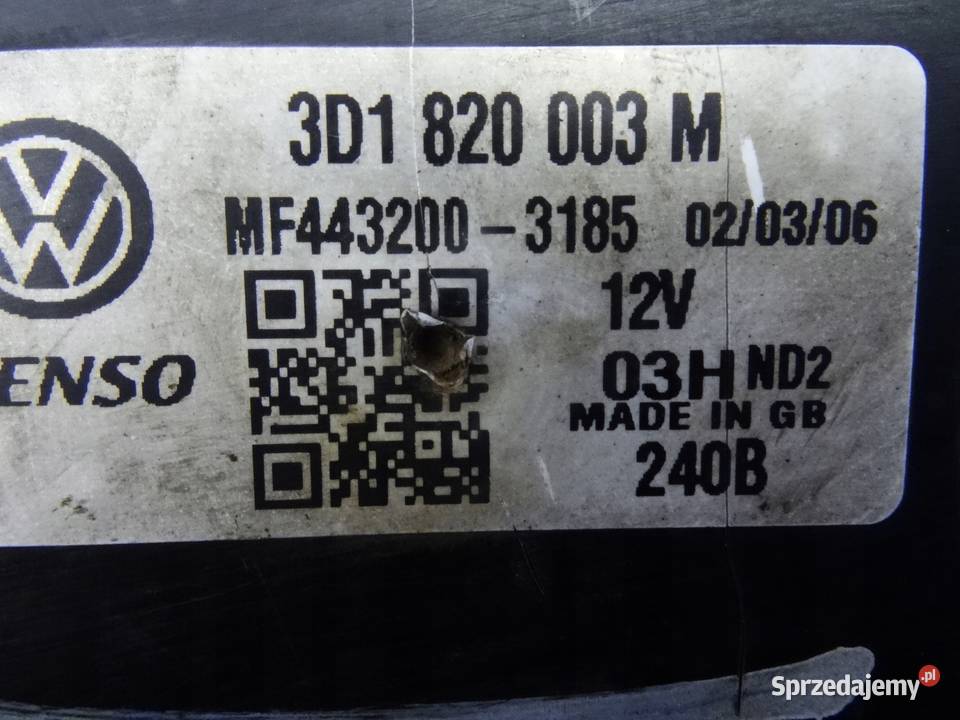 3D1 820 003 M
MF443200-3185 02/03/06
12V
ENSO
03H ND2
MADE IN GB
240B
Sprzedajemy.pl